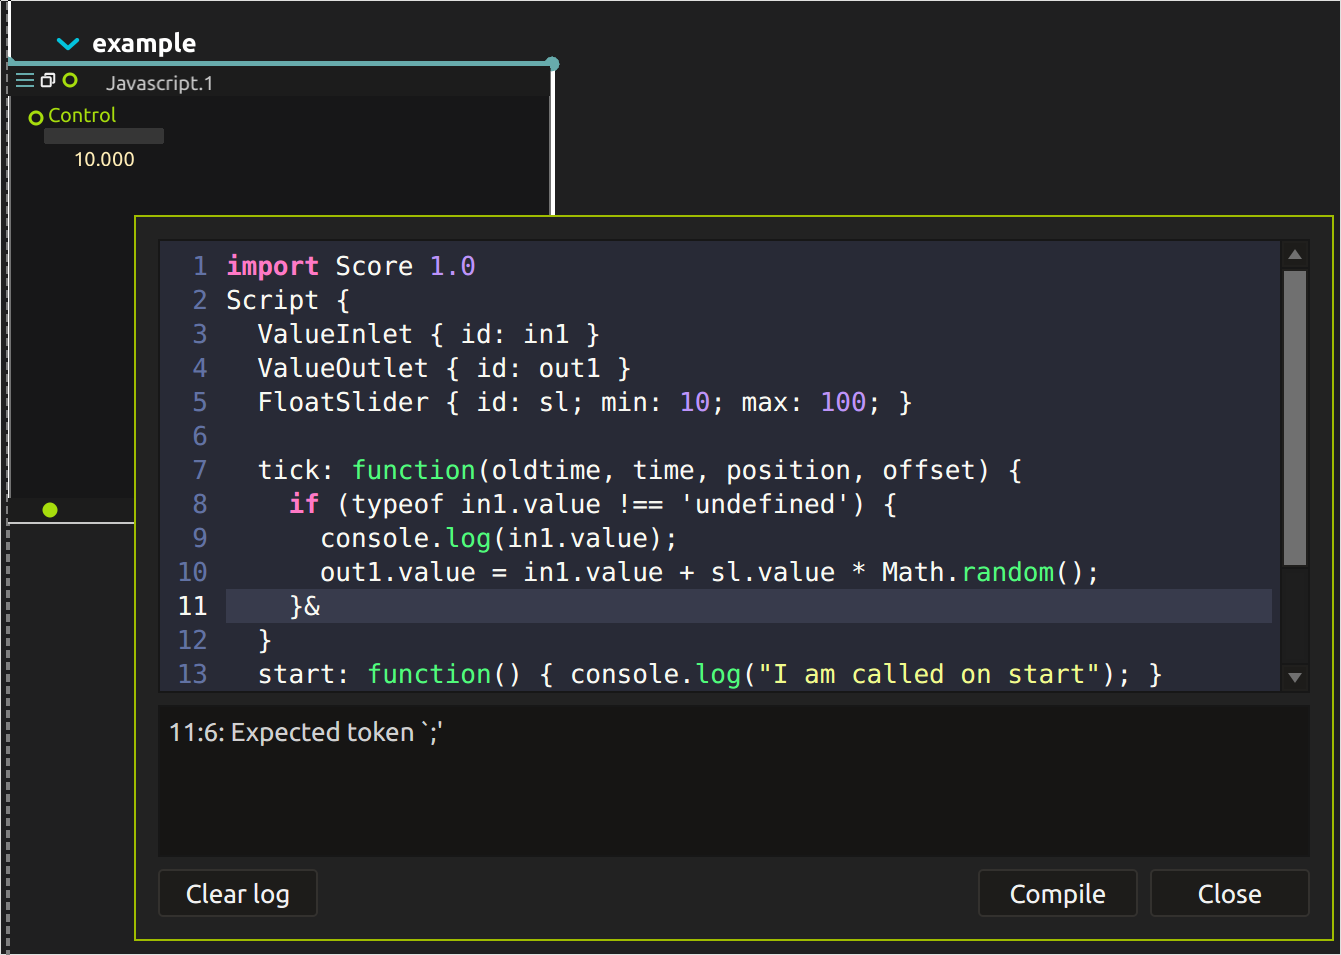 example
Javascript.1
Control
10.000
1 import Score 1.0
2 Script {
3   ValueInlet { id: in1 }
4   ValueOutlet { id: out1 }
5   FloatSlider { id: sl; min: 10; max: 100; }
6
7   tick: function(oldtime, time, position, offset) {
8     if (typeof in1.value !== 'undefined') {
9       console.log(in1.value);
10       out1.value = in1.value + sl.value * Math.random();
11     }&
12   }
13   start: function() { console.log("I am called on start"); }
11:6: Expected token `;'
Clear log
Compile
Close